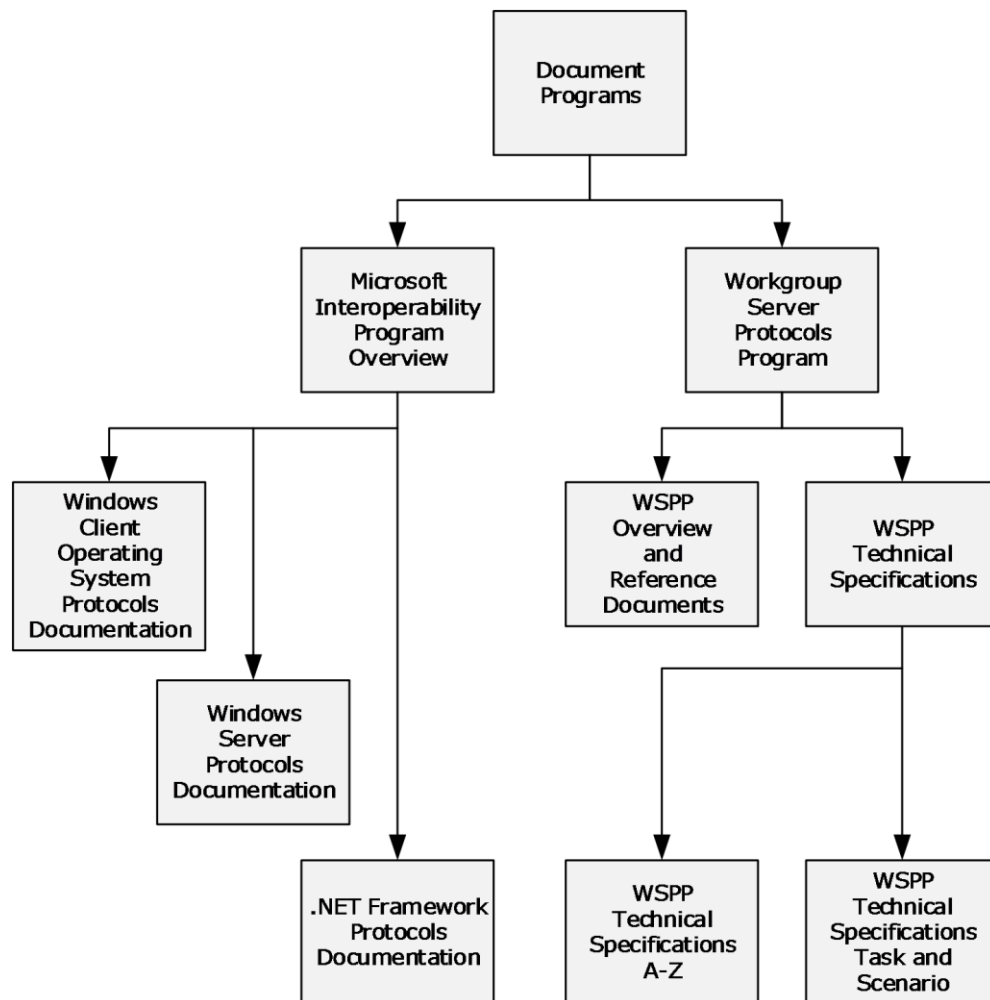 Document
Programs
Microsoft
Interoperability
Program
Overview
Workgroup
Server
Protocols
Program
Windows
Client
Operating
System
Protocols
Documentation
WSPP
Overview
and
Reference
Documents
WSPP
Technical
Specifications
Windows
Server
Protocols
Documentation
.NET Framework
Protocols
Documentation
WSPP
Technical
Specifications
A-Z
WSPP
Technical
Specifications
Task and
Scenario